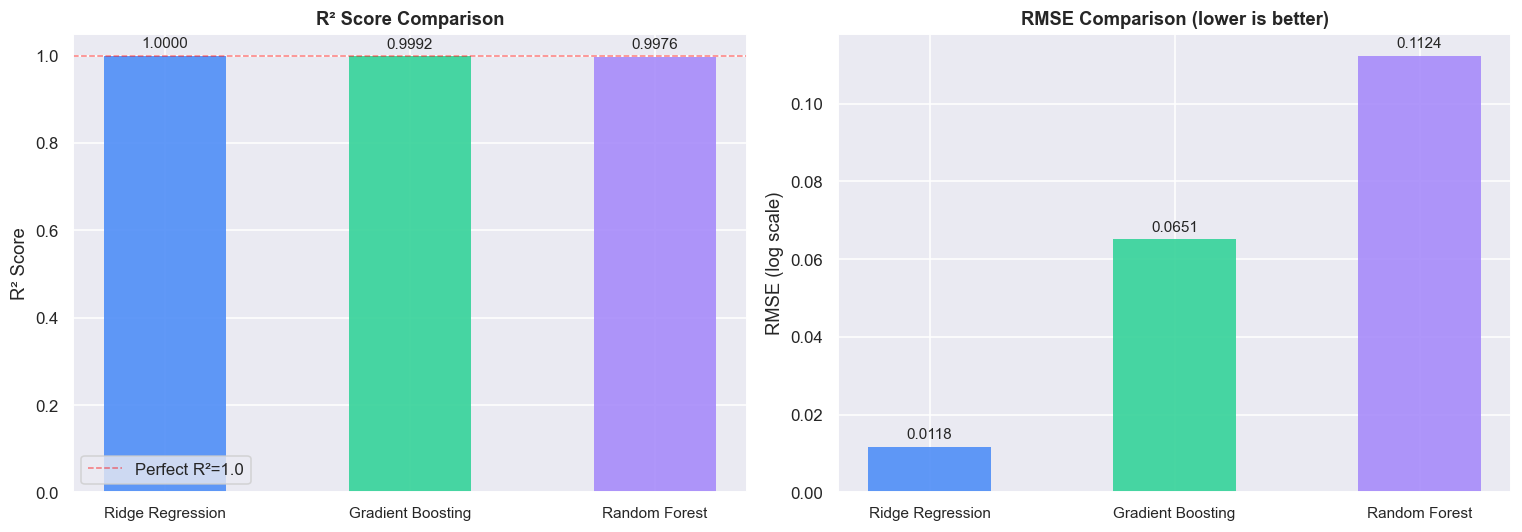 R² Score Comparison
R² Score
1.0
0.8
0.6
0.4
0.2
0.0
1.0000
0.9992
0.9976
Perfect R²=1.0
Ridge Regression
Gradient Boosting
Random Forest
RMSE Comparison (lower is better)
RMSE (log scale)
0.10
0.08
0.06
0.04
0.02
0.00
0.0118
0.0651
0.1124
Ridge Regression
Gradient Boosting
Random Forest